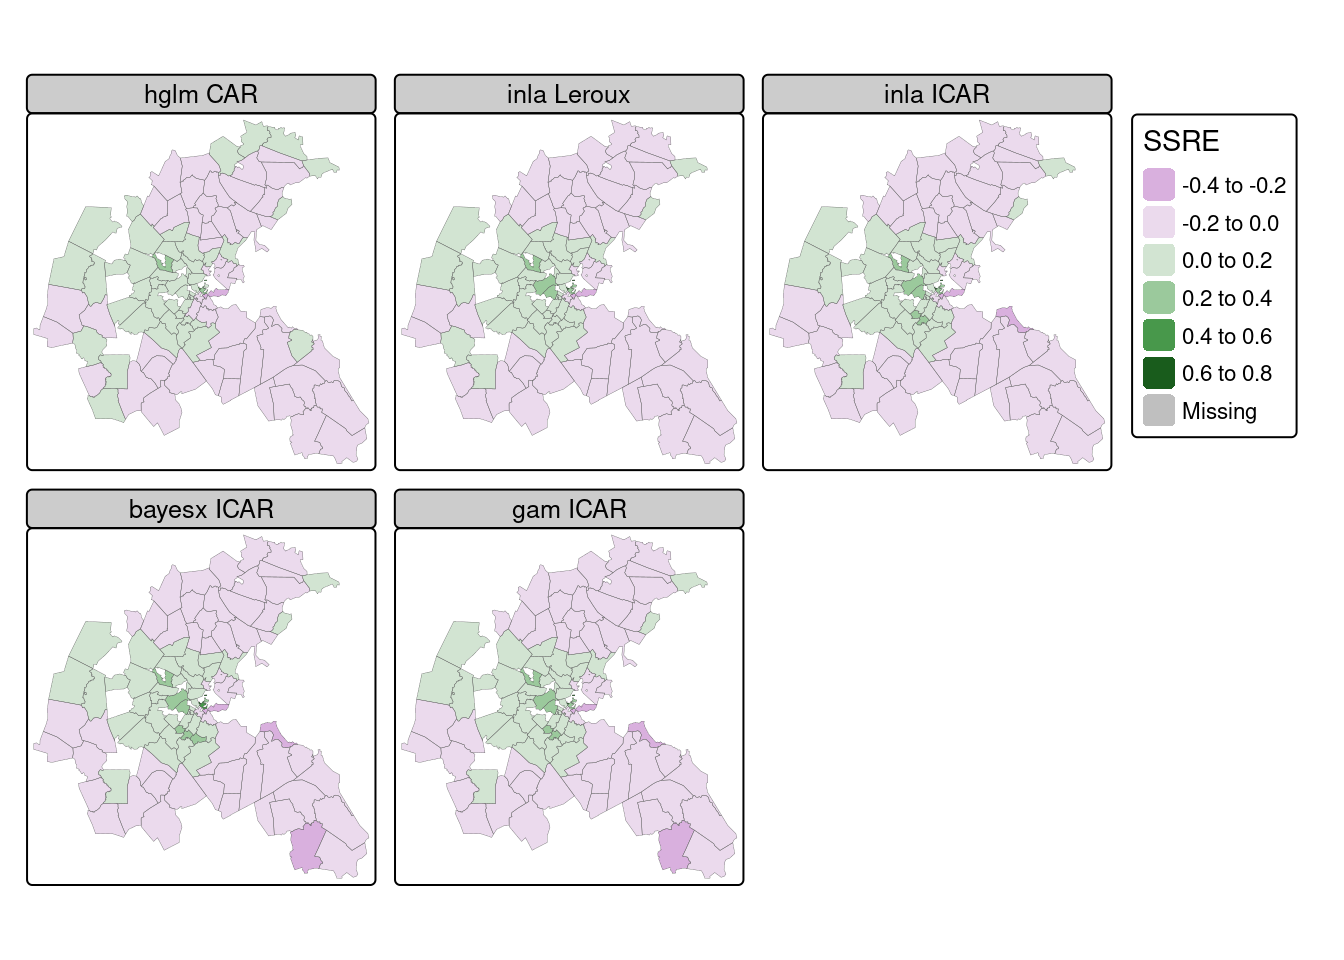 hglm CAR
inla Leroux
inla ICAR
SSRE
-0.4 to -0.2
-0.2 to 0.0
0.0 to 0.2
0.2 to 0.4
0.4 to 0.6
0.6 to 0.8
Missing
bayesx ICAR
gam ICAR